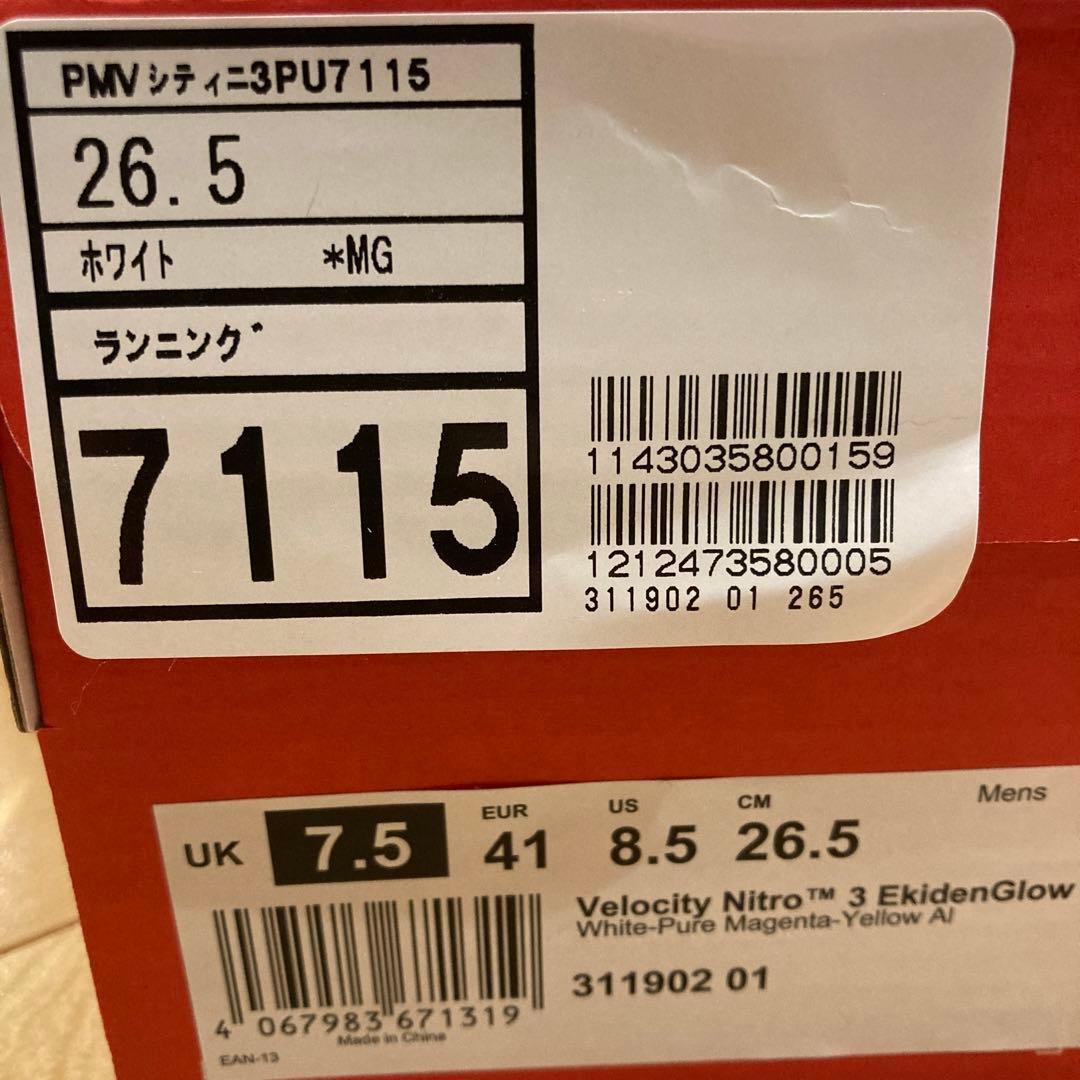 PMVシティニ3PU7115
26.5
ホワイト *MG
ランニング
7115
1143035800159
1212473580005
311902 01 265
Mens
UK 7.5 EUR 41 US 8.5 CM 26.5
Velocity Nitro™ 3 EkidenGlow
White-Pure Magenta-Yellow Al
311902 01
4 067983 671319
Made in China
EAN-13